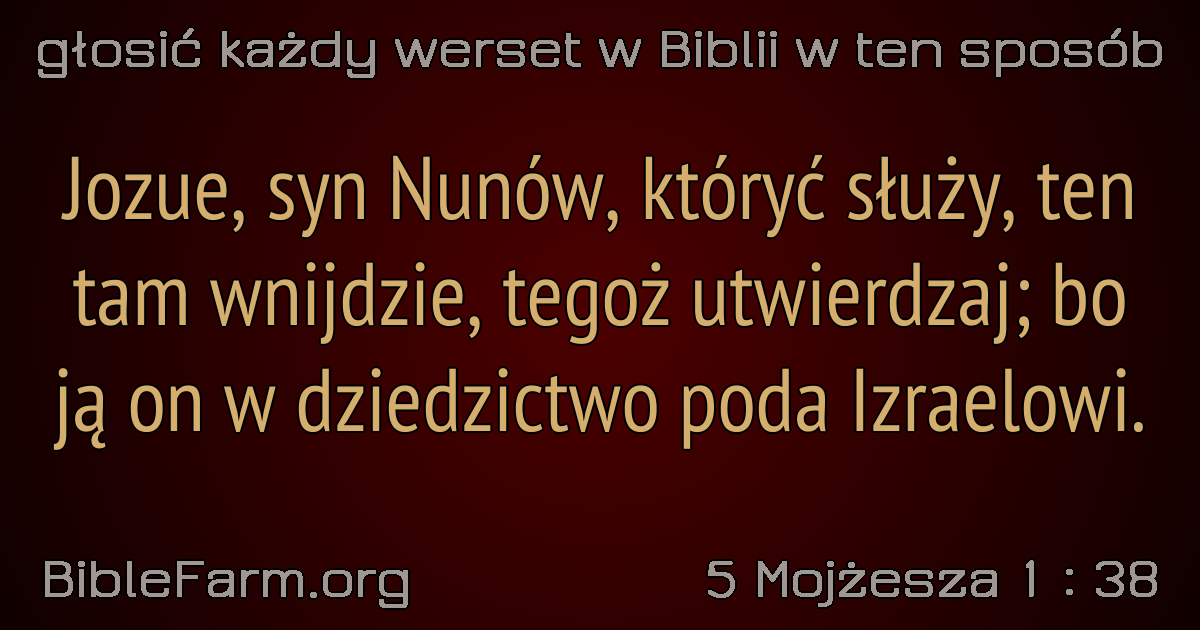 głosić każdy werset w Biblii w ten sposób
Jozue, syn Nunów, któryć służy, ten
tam wnijdzie, tegoż utwierdzaj; bo
ją on w dziedzictwo poda Izraelowi.
BibleFarm.org
5 Mojżesza 1 : 38